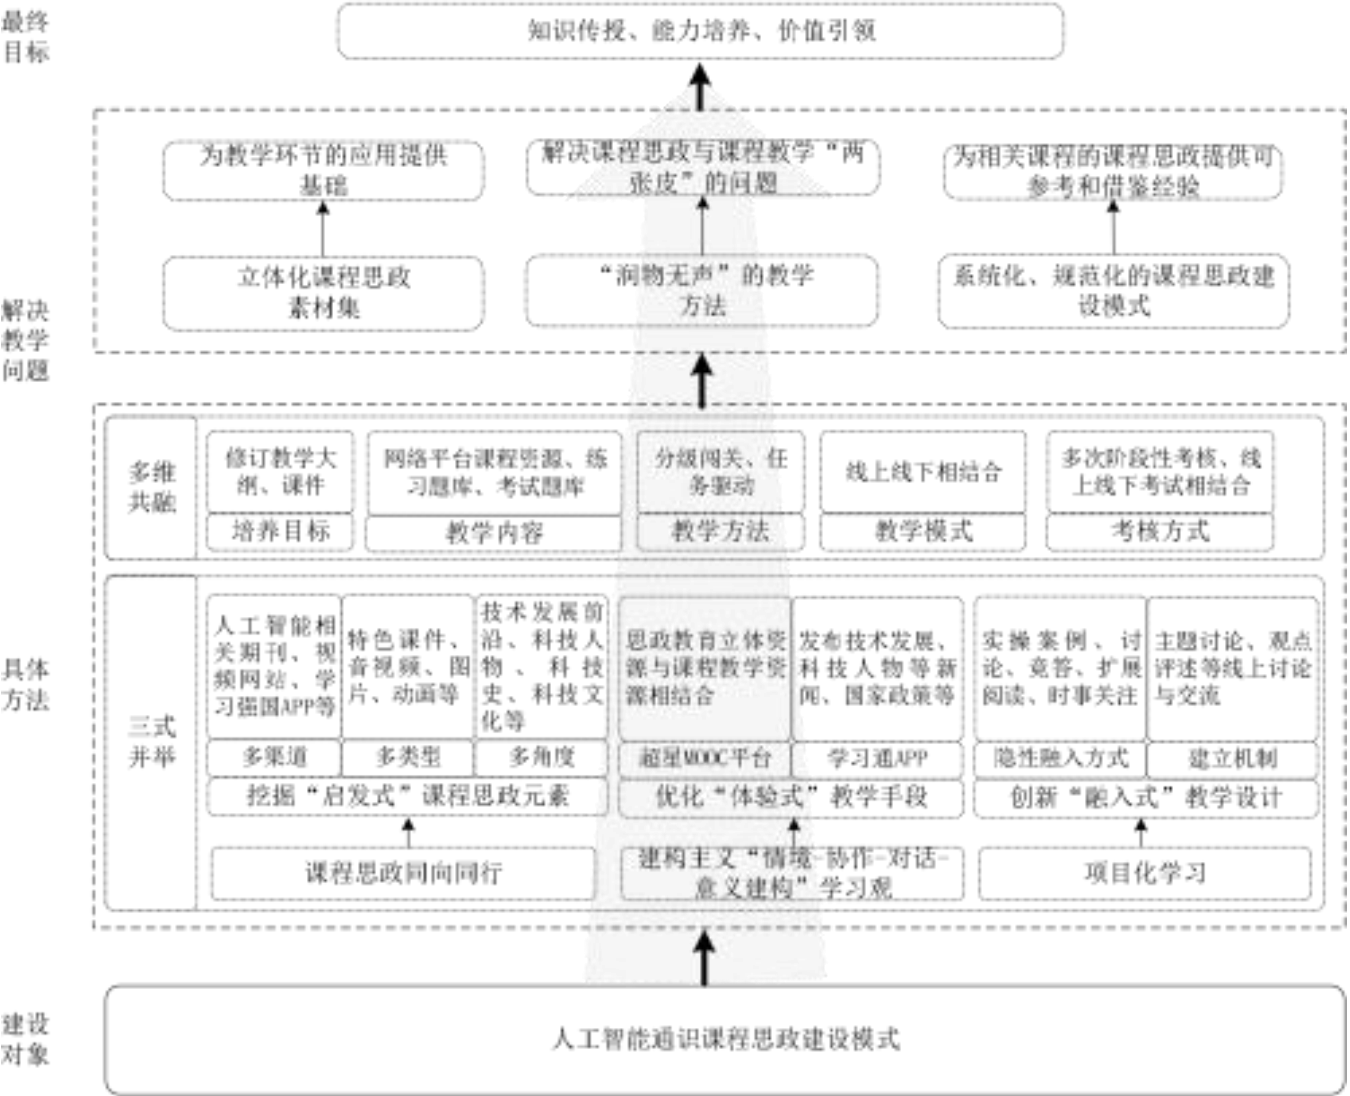 最终
目标
知识传授、能力培养、价值引领
为教学环节的应用提供
基础
解决课程思政与课程教学“两
张皮”的问题
为相关课程的课程思政提供可
参考和借鉴经验
立体化课程思政
素材集
“润物无声”的教学
方法
系统化、规范化的课程思政建
设模式
解决
教学
问题
多维
共融
修订教学大
纲、课件
培养目标
网络平台课程资源、练
习题库、考试题库
教学内容
分级闯关、任
务驱动
教学方法
线上线下相结合
教学模式
多次阶段性考核、线
上线下考试相结合
考核方式
具体
方法
三式
并举
人工智能相
关期刊、视
频网站、学
习强国APP等
多渠道
特色课件、
音视频、图
片、动画等
多类型
技术发展前
沿、科技人
物、科技
史、科技文
化等
多角度
挖掘“启发式”课程思政元素
课程思政同向同行
思政教育立体资
源与课程教学资
源相结合
超星MOOC平台
发布技术发展、
科技人物等新
闻、国家政策等
学习通APP
优化“体验式”教学手段
建构主义“情境-协作-对话-
意义建构”学习观
实操案例、讨
论、竞答、扩展
阅读、时事关注
隐性融入方式
主题讨论、观点
评述等线上讨论
与交流
建立机制
创新“融入式”教学设计
项目化学习
建设
对象
人工智能通识课程思政建设模式